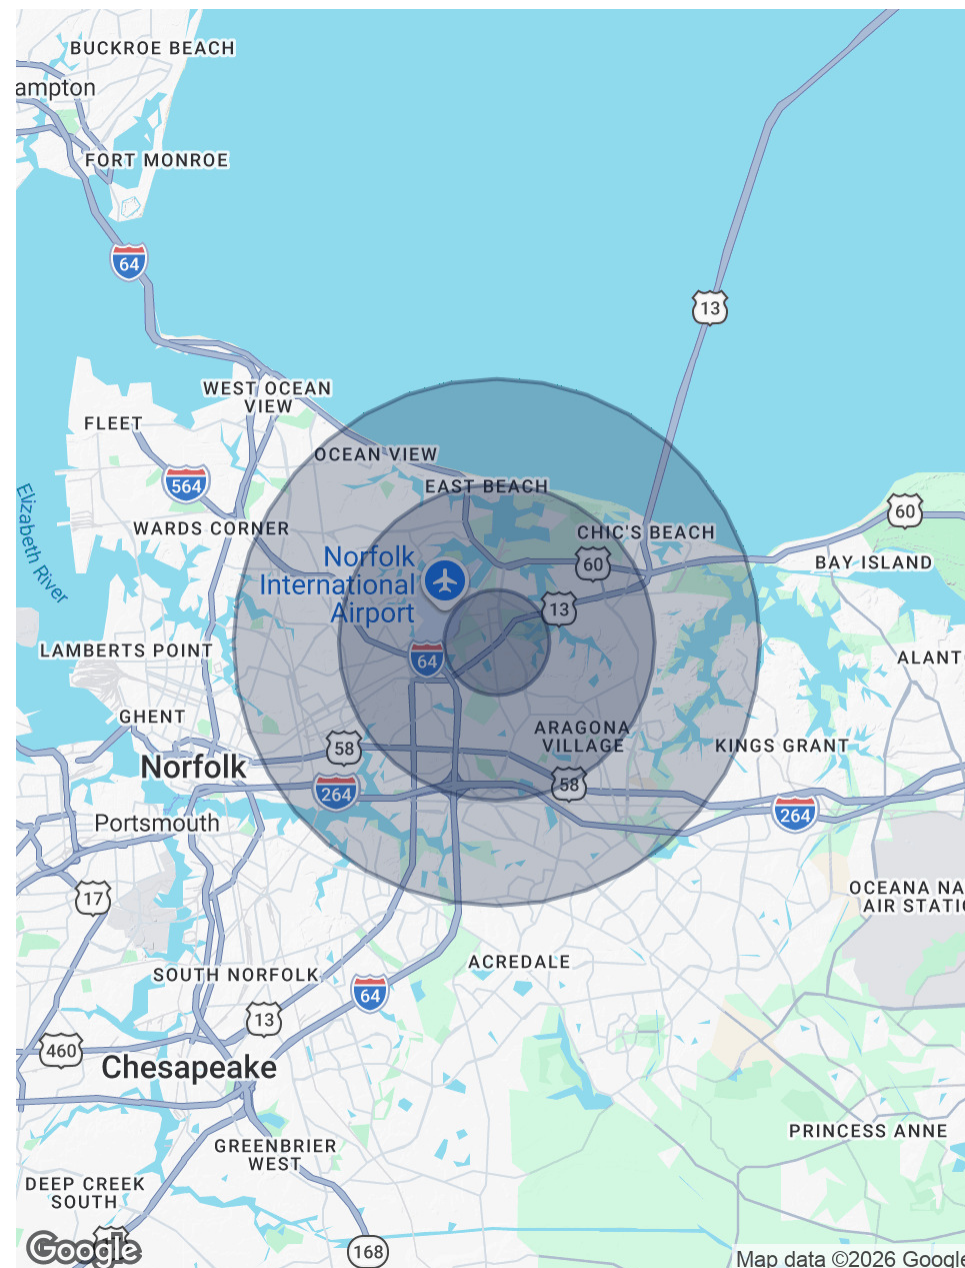 BUCKROE BEACH
ampton
FORT MONROE
64
13
WEST OCEAN
VIEW
FLEET
OCEAN VIEW
564
EAST BEACH
60
Elizabeth River
WARDS CORNER
CHIC'S BEACH
Norfolk
International
Airport
60
BAY ISLAND
13
LAMBERTS POINT
64
ALANT
GHENT
ARAGONA
VILLAGE
58
KINGS GRANT
Norfolk
58
264
264
Portsmouth
17
OCEANA NA
AIR STATIO
ACREDALE
SOUTH NORFOLK
64
13
460
Chesapeake
PRINCESS ANNE
GREENBRIER
WEST
DEEP CREEK
SOUTH
Google
168
Map data ©2026 Google